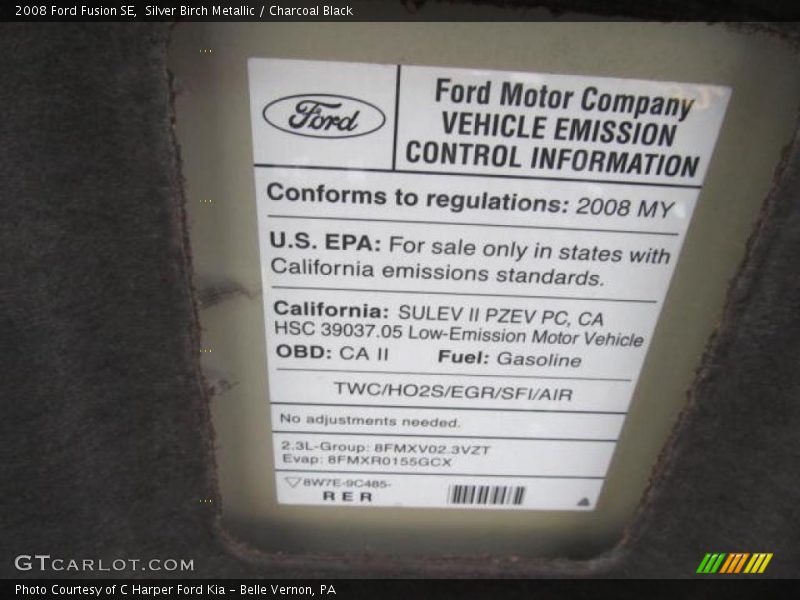 2008 Ford Fusion SE, Silver Birch Metallic / Charcoal Black
Ford
Ford Motor Company
VEHICLE EMISSION
CONTROL INFORMATION
Conforms to regulations: 2008 MY
U.S. EPA: For sale only in states with
California emissions standards.
California: SULEV II PZEV PC, CA
HSC 39037.05 Low-Emission Motor Vehicle
OBD: CA II Fuel: Gasoline
TWC/HO2S/EGR/SFI/AIR
No adjustments needed.
2.3L-Group: 8FMXV02.3VZT
Evap: 8FMXR0155GCX
8W7E-9C485-
RER
GTCARLOT.COM
Photo Courtesy of C Harper Ford Kia – Belle Vernon, PA